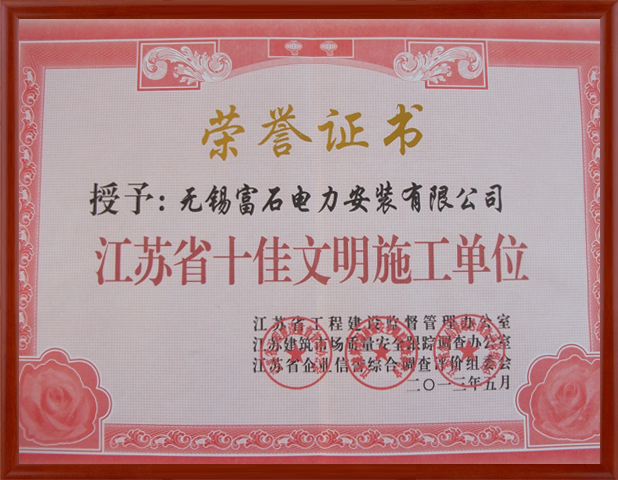 荣誉证书
授予：无锡富石电力安装有限公司
江苏省十佳文明施工单位
江苏省工程建设监督管理办公室
江苏建筑市场质量安全跟踪调查办公室
江苏省企业信誉综合调查评价组委会
二〇一二年五月